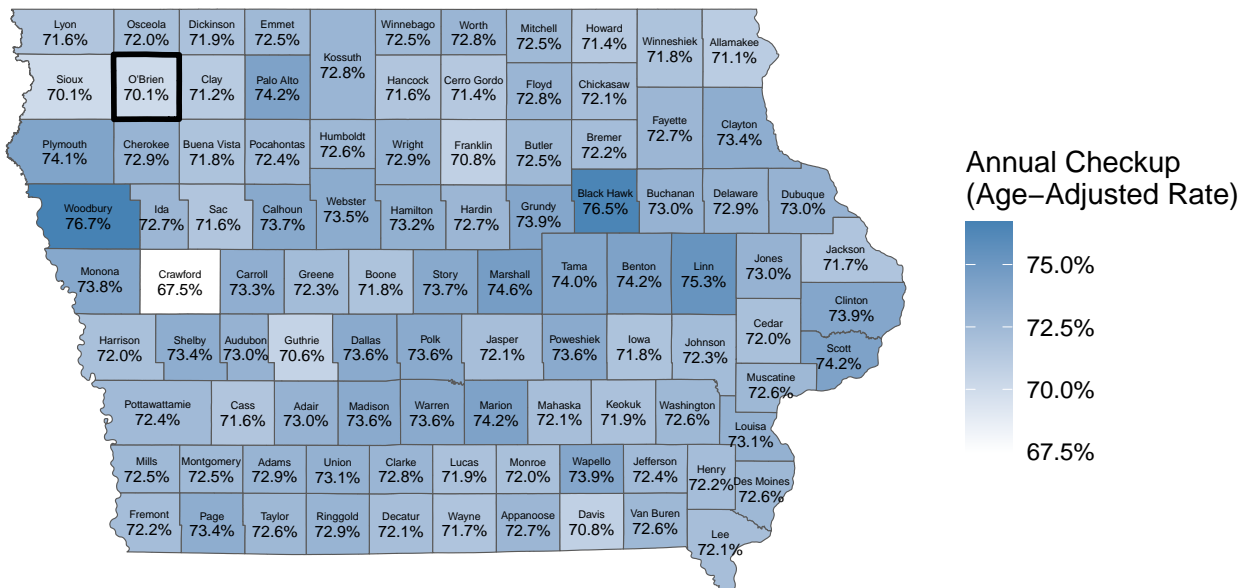 Lyon
71.6%
Osceola
72.0%
Dickinson
71.9%
Emmet
72.5%
Kossuth
72.8%
Winnebago
72.5%
Worth
72.8%
Mitchell
72.5%
Howard
71.4%
Winneshiek
71.8%
Allamakee
71.1%
Sioux
70.1%
O'Brien
70.1%
Clay
71.2%
Palo Alto
74.2%
Hancock
71.6%
Cerro Gordo
71.4%
Floyd
72.8%
Chickasaw
72.1%
Fayette
72.7%
Clayton
73.4%
Plymouth
74.1%
Cherokee
72.9%
Buena Vista
71.8%
Pocahontas
72.4%
Humboldt
72.6%
Wright
72.9%
Franklin
70.8%
Butler
72.5%
Bremer
72.2%
Woodbury
76.7%
Ida
72.7%
Sac
71.6%
Calhoun
73.7%
Webster
73.5%
Hamilton
73.2%
Hardin
72.7%
Grundy
73.9%
Black Hawk
76.5%
Buchanan
73.0%
Delaware
72.9%
Dubuque
73.0%
Monona
73.8%
Crawford
67.5%
Carroll
73.3%
Greene
72.3%
Boone
71.8%
Story
73.7%
Marshall
74.6%
Tama
74.0%
Benton
74.2%
Linn
75.3%
Jones
73.0%
Jackson
71.7%
Clinton
73.9%
Harrison
72.0%
Shelby
73.4%
Audubon
73.0%
Guthrie
70.6%
Dallas
73.6%
Polk
73.6%
Jasper
72.1%
Poweshiek
73.6%
Iowa
71.8%
Johnson
72.3%
Cedar
72.0%
Scott
74.2%
Muscatine
72.6%
Pottawattamie
72.4%
Cass
71.6%
Adair
73.0%
Madison
73.6%
Warren
73.6%
Marion
74.2%
Mahaska
72.1%
Keokuk
71.9%
Washington
72.6%
Louisa
73.1%
Mills
72.5%
Montgomery
72.5%
Adams
72.9%
Union
73.1%
Clarke
72.8%
Lucas
71.9%
Monroe
72.0%
Wapello
73.9%
Jefferson
72.4%
Henry
72.2%
Des Moines
72.6%
Fremont
72.2%
Page
73.4%
Taylor
72.6%
Ringgold
72.9%
Decatur
72.1%
Wayne
71.7%
Appanoose
72.7%
Davis
70.8%
Van Buren
72.6%
Lee
72.1%
Annual Checkup
(Age−Adjusted Rate)
75.0%
72.5%
70.0%
67.5%